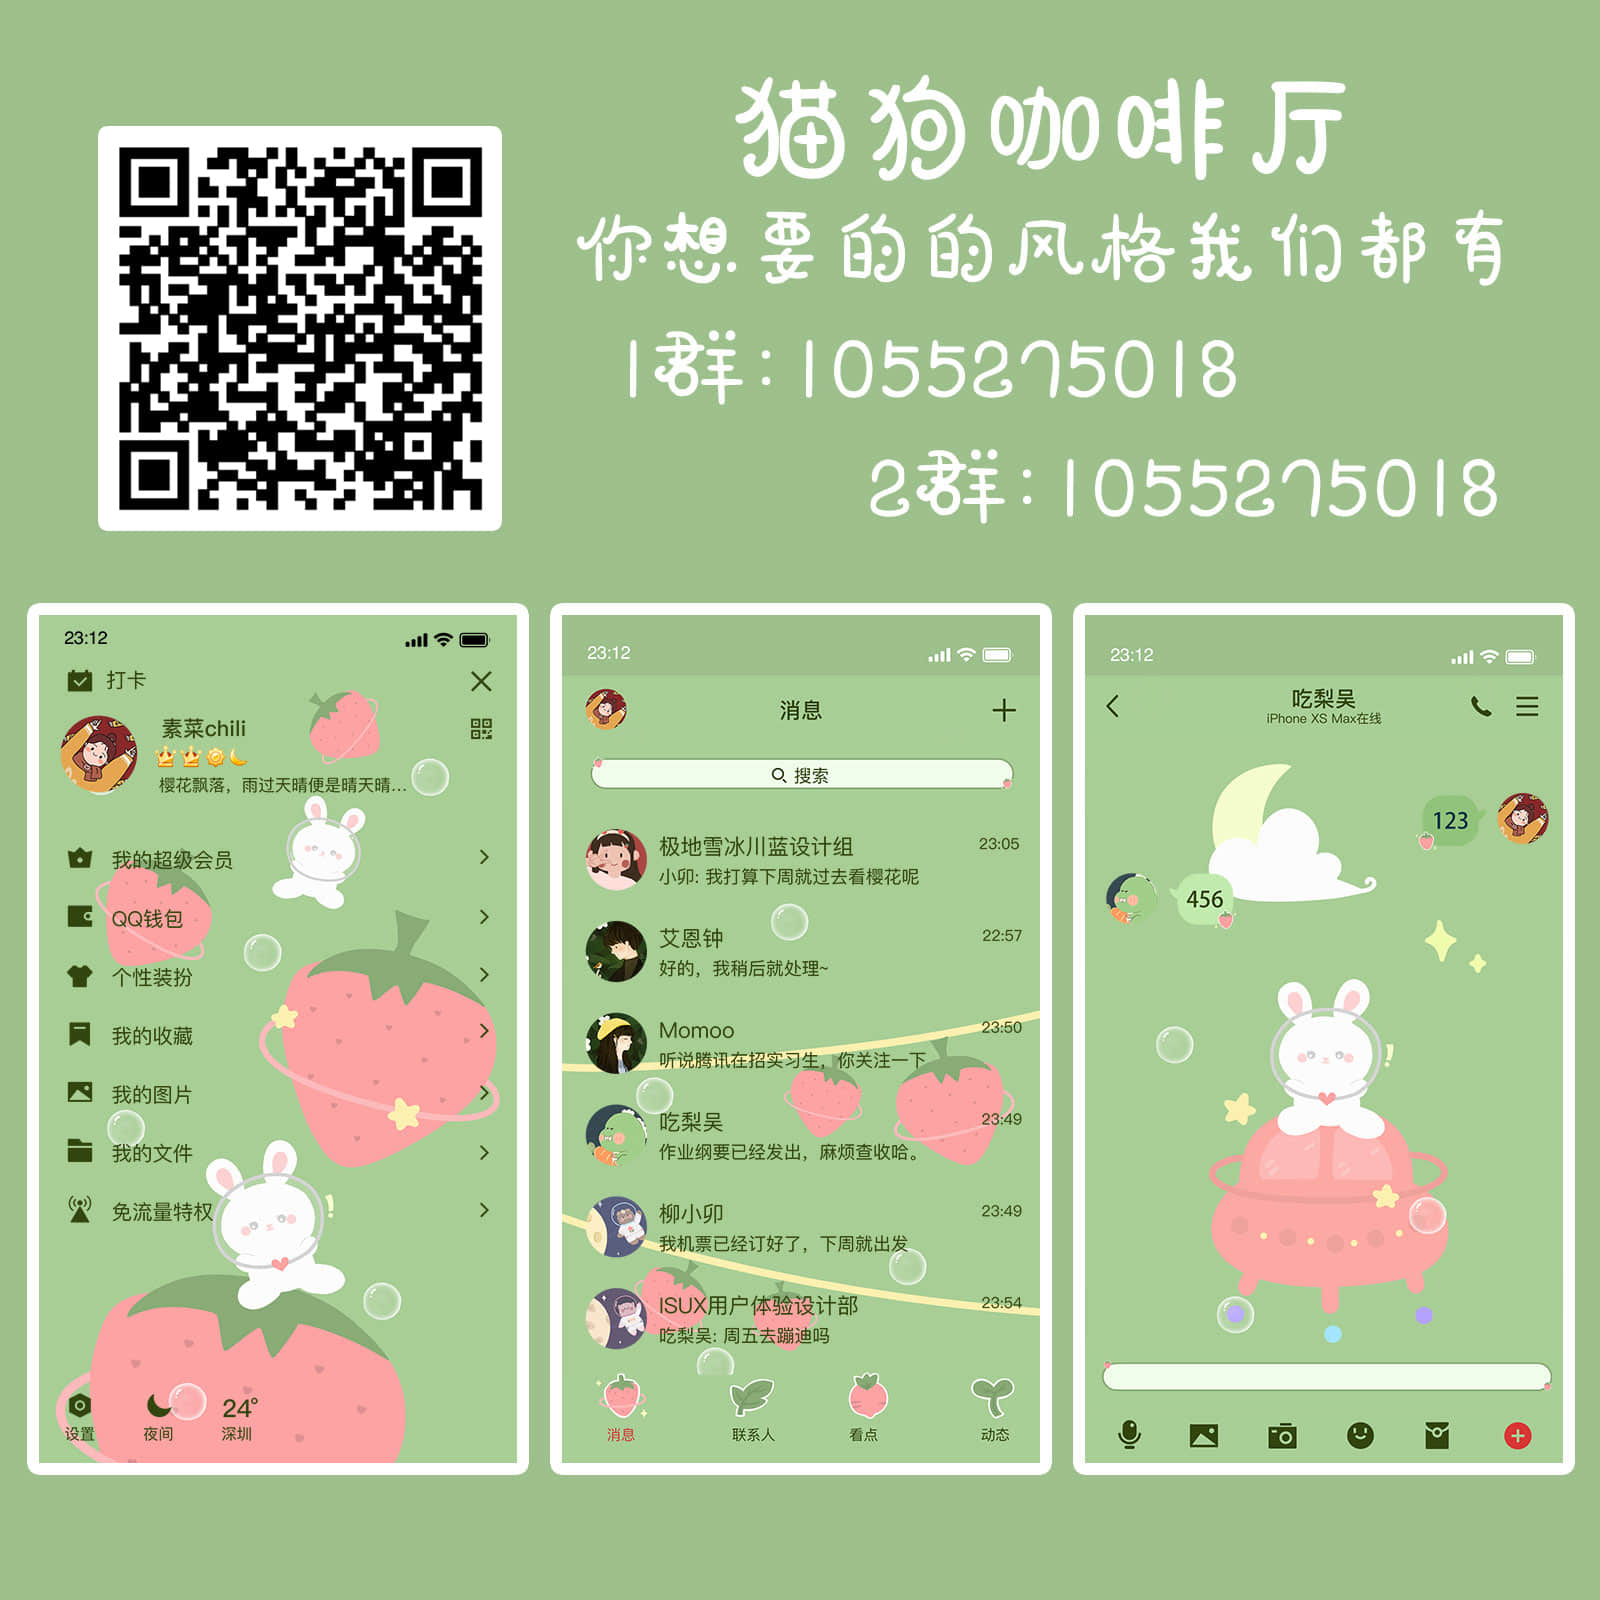 猫狗咖啡厅
你想要的的风格我们都有
1群:1055275018
2群:1055275018
23:12
打卡
素菜chili
樱花飘落，雨过天晴便是晴天晴...
我的超级会员
QQ钱包
个性装扮
我的收藏
我的图片
我的文件
免流量特权
24°
设置 夜间 深圳
23:12
消息
搜索
极地雪冰川蓝设计组 23:05
小卯: 我打算下周就过去看樱花呢
艾恩钟 22:57
好的，我稍后就处理~
Momoo 23:50
听说腾讯在招实习生，你关注一下
吃梨吴 23:49
作业纲要已经发出，麻烦查收哈。
柳小卯 23:49
我机票已经订好了，下周就出发
ISUX用户体验设计部 23:54
吃梨吴: 周五去蹦迪吗
消息 联系人 看点 动态
23:12
吃梨吴
iPhone XS Max在线
123
456